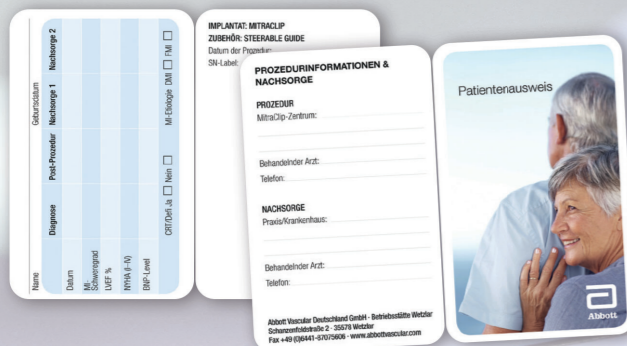 Name
Geburtsdatum
Diagnose
Post-Prozedur
Nachsorge 1
Nachsorge 2
Datum
MI-
Schweregrad
LVEF %
NYHA (I–IV)
BNP-Level
CRT/Defi Ja
Nein
MI-Etiologie DMI
FMI
IMPLANTAT: MITRACLIP
ZUBEHÖR: STEERABLE GUIDE
Datum der Prozedur:
SN-Label:
PROZEDURINFORMATIONEN &
NACHSORGE
PROZEDUR
MitraClip-Zentrum:
Behandelnder Arzt:
Telefon:
NACHSORGE
Praxis/Krankenhaus:
Behandelnder Arzt:
Telefon:
Abbott Vascular Deutschland GmbH - Betriebsstätte Wetzlar
Schanzenfeldstraße 2 - 35578 Wetzlar
Fax +49 (0)6441-87075606 - www.abbottvascular.com
Patientenausweis
Abbott